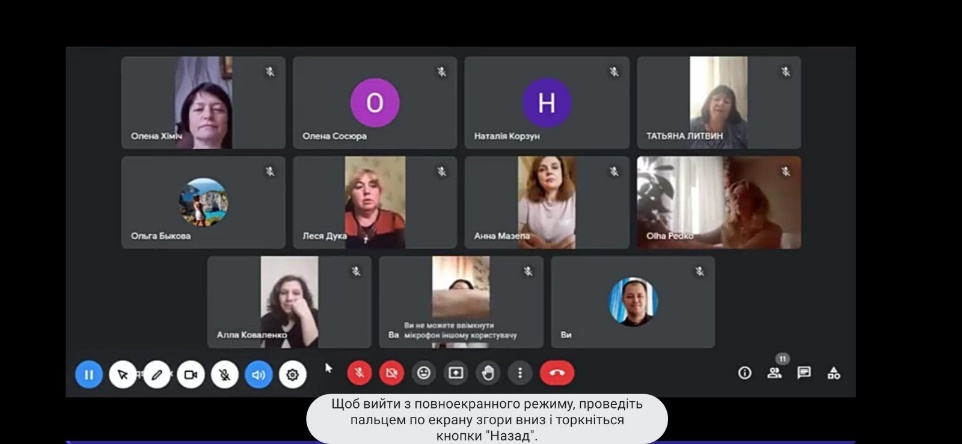 Олена Хіміч
О
Олена Сосюра
Н
Наталія Корзун
ТАТЬЯНА ЛИТВИН
Ольга Быкова
Леся Дука
Анна Мазепа
Olha Pedko
Алла Коваленко
Ва
Ви не можете ввімкнути
мікрофон іншому користувачу
Ви
11
Щоб вийти з повноекранного режиму, проведіть
пальцем по екрану згори вниз і торкніться
кнопки "Назад".